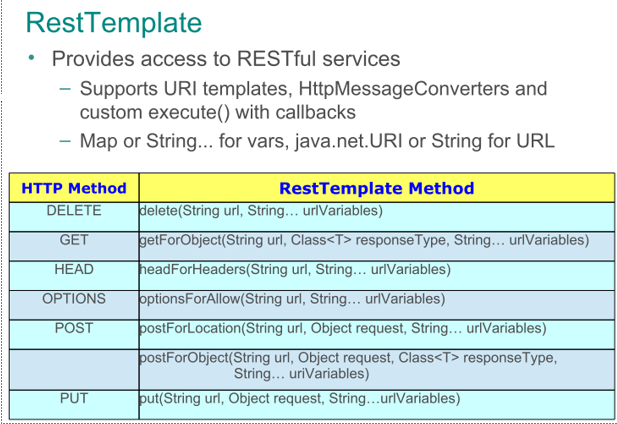 RestTemplate
• Provides access to RESTful services
– Supports URI templates, HttpMessageConverters and
custom execute() with callbacks
– Map or String... for vars, java.net.URI or String for URL
HTTP Method RestTemplate Method
DELETE delete(String url, String… urlVariables)
GET getForObject(String url, Class<T> responseType, String… urlVariables)
HEAD headForHeaders(String url, String… urlVariables)
OPTIONS optionsForAllow(String url, String… urlVariables)
POST postForLocation(String url, Object request, String… urlVariables)
postForObject(String url, Object request, Class<T> responseType,
String… uriVariables)
PUT put(String url, Object request, String…urlVariables)